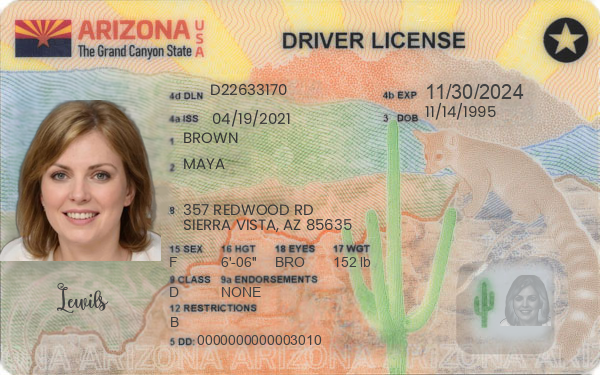 ARIZONA USA
The Grand Canyon State
DRIVER LICENSE
4d DLN D22633170
4b EXP 11/30/2024
4a ISS 04/19/2021
3 DOB 11/14/1995
1 BROWN
2 MAYA
8 357 REDWOOD RD
SIERRA VISTA, AZ 85635
15 SEX 16 HGT 18 EYES 17 WGT
F 6'-06" BRO 152 lb
9 CLASS 9a ENDORSEMENTS
D NONE
12 RESTRICTIONS
B
5 DD: 0000000000003010
Lewils
ARIZONA ARIZONA ARIZONA ARIZONA